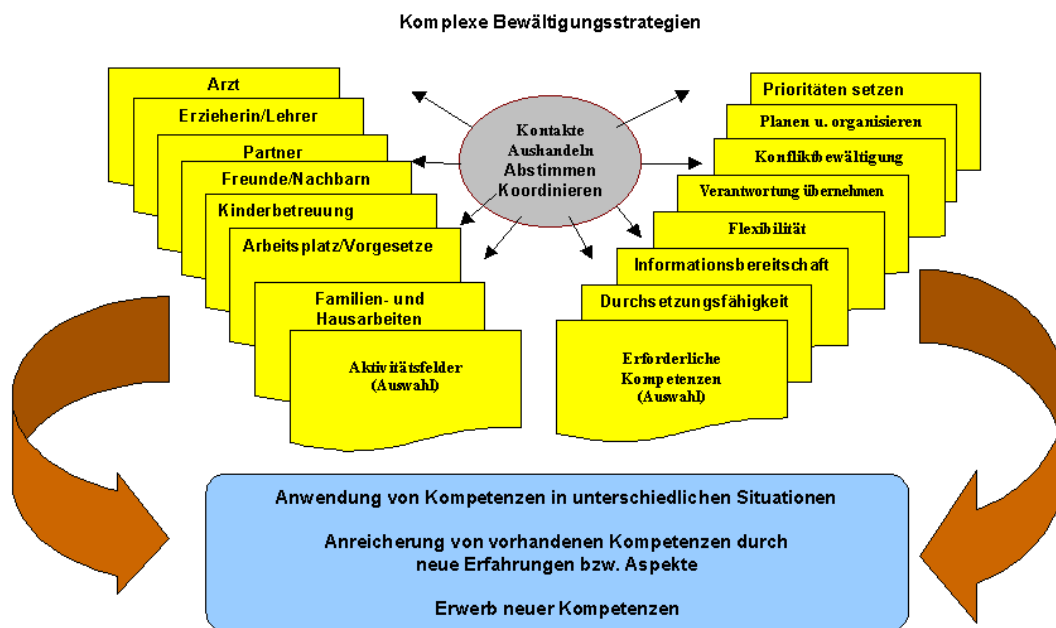 Komplexe Bewältigungsstrategien
Arzt
Erzieherin/Lehrer
Partner
Freunde/Nachbarn
Kinderbetreuung
Arbeitsplatz/Vorgesetze
Familien- und
Hausarbeiten
Aktivitätsfelder
(Auswahl)
Kontakte
Aushandeln
Abstimmen
Koordinieren
Prioritäten setzen
Planen u. organisieren
Konfliktbewältigung
Verantwortung übernehmen
Flexibilität
Informationsbereitschaft
Durchsetzungsfähigkeit
Erforderliche
Kompetenzen
(Auswahl)
Anwendung von Kompetenzen in unterschiedlichen Situationen
Anreicherung von vorhandenen Kompetenzen durch
neue Erfahrungen bzw. Aspekte
Erwerb neuer Kompetenzen